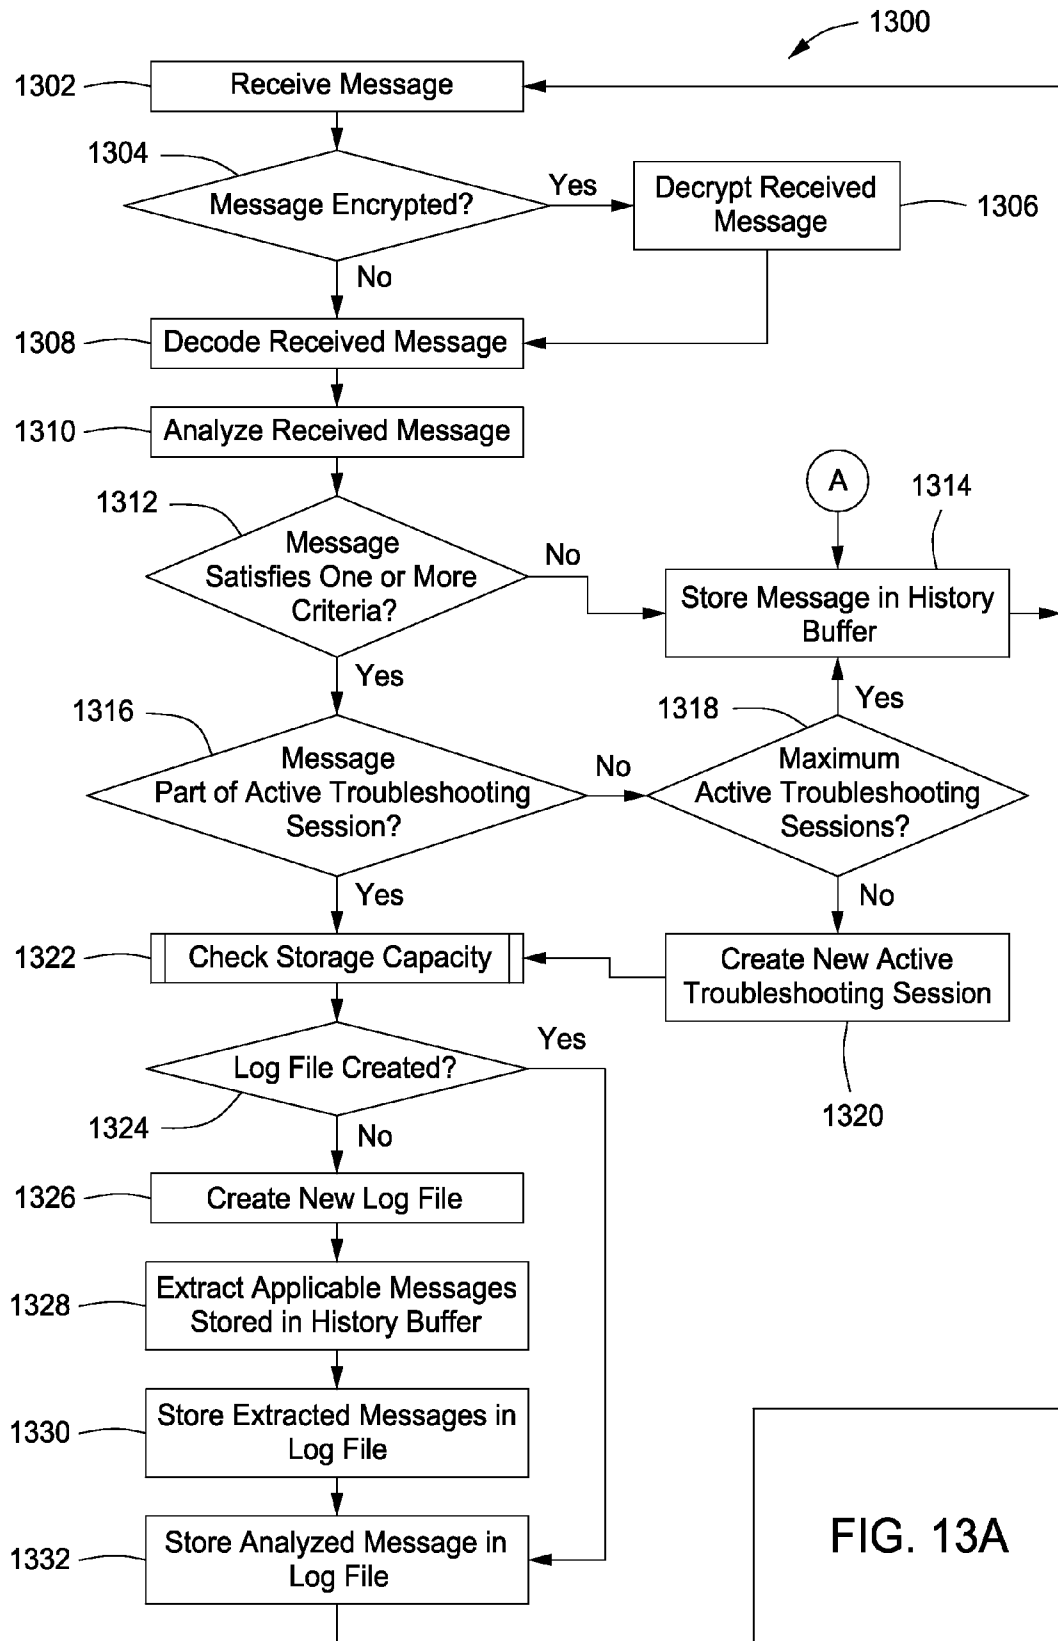 1300
1302
Receive Message
1304
Message Encrypted?
Yes
Decrypt Received
Message
1306
No
1308
Decode Received Message
1310
Analyze Received Message
1312
Message
Satisfies One or More
Criteria?
No
A
1314
Store Message in History
Buffer
Yes
1316
Message
Part of Active Troubleshooting
Session?
No
Yes
1318
Maximum
Active Troubleshooting
Sessions?
Yes
No
1322
Check Storage Capacity
Create New Active
Troubleshooting Session
1320
Log File Created?
Yes
1324
No
1326
Create New Log File
1328
Extract Applicable Messages
Stored in History Buffer
1330
Store Extracted Messages in
Log File
1332
Store Analyzed Message in
Log File
FIG. 13A